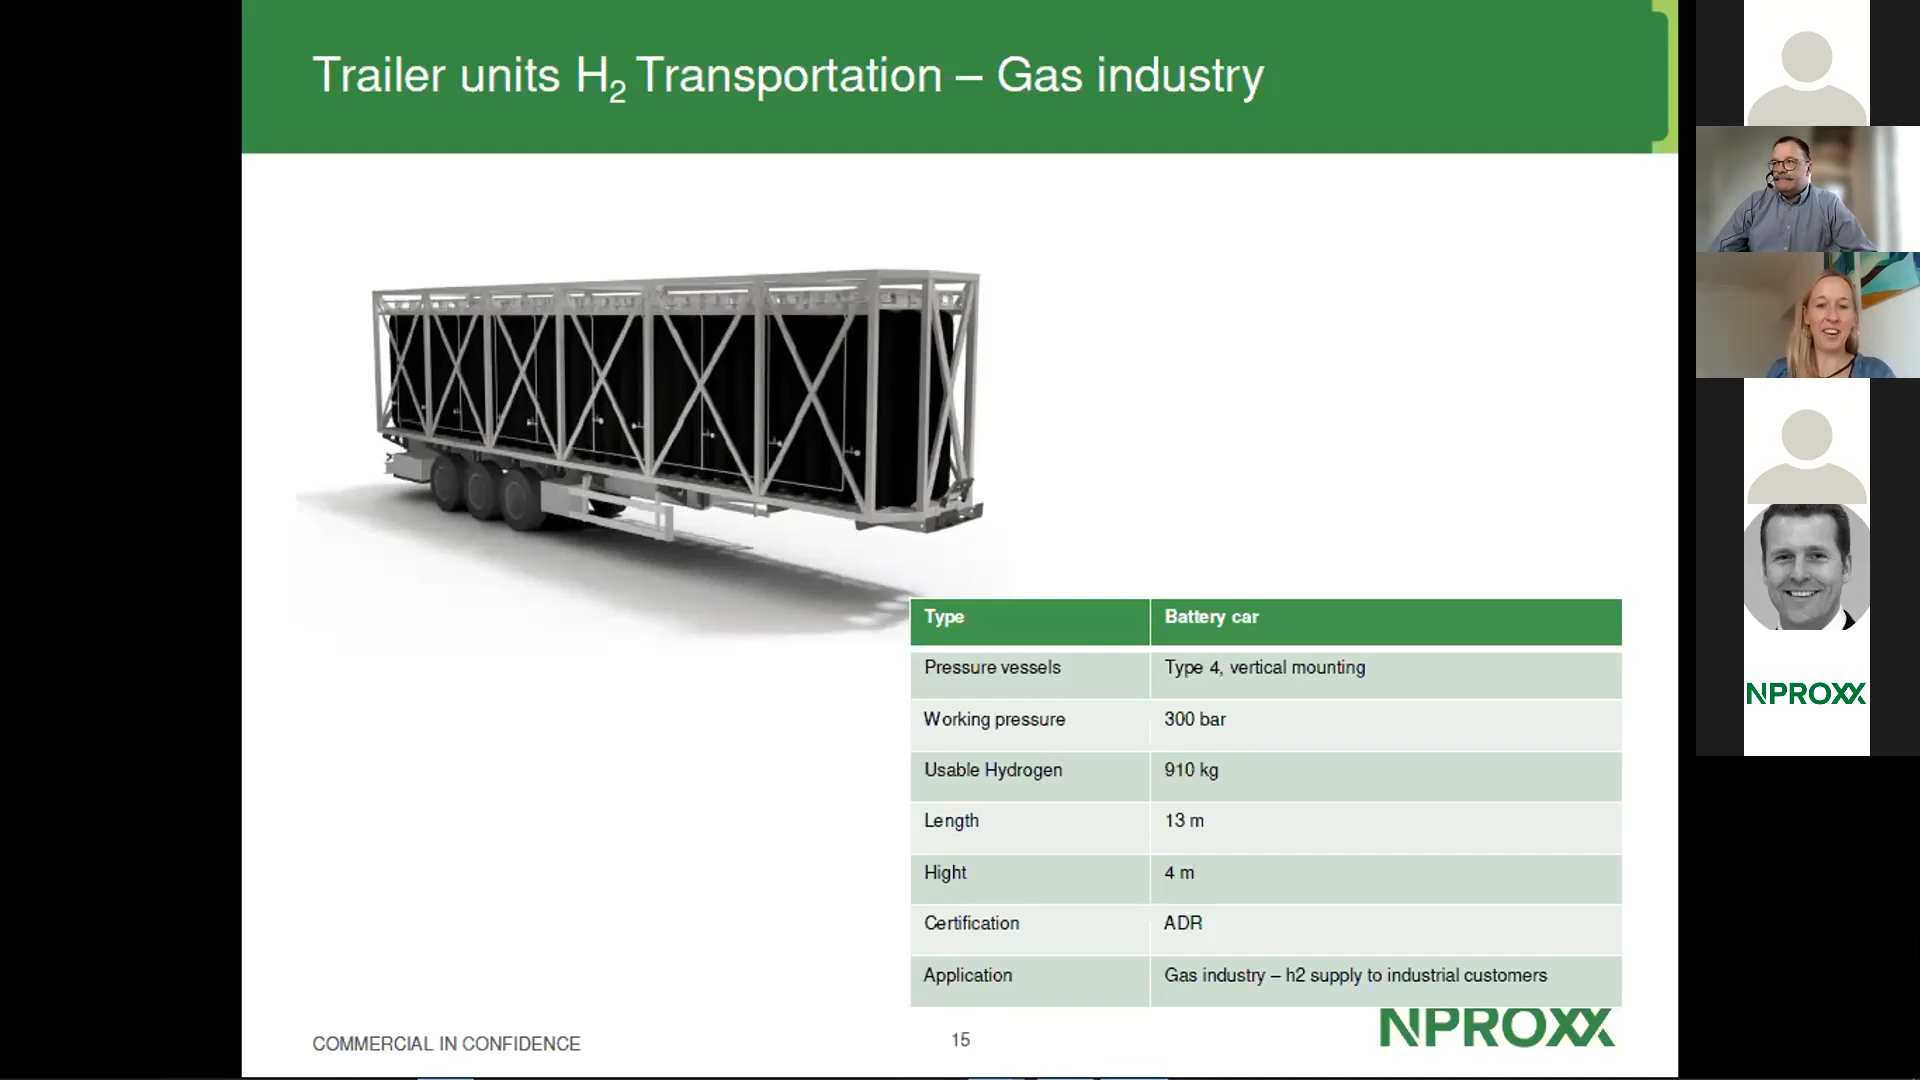 Trailer units H2 Transportation – Gas industry
Type Battery car
Pressure vessels Type 4, vertical mounting
Working pressure 300 bar
Usable Hydrogen 910 kg
Length 13 m
Hight 4 m
Certification ADR
Application Gas industry – h2 supply to industrial customers
COMMERCIAL IN CONFIDENCE
15
NPROXX
NPROXX